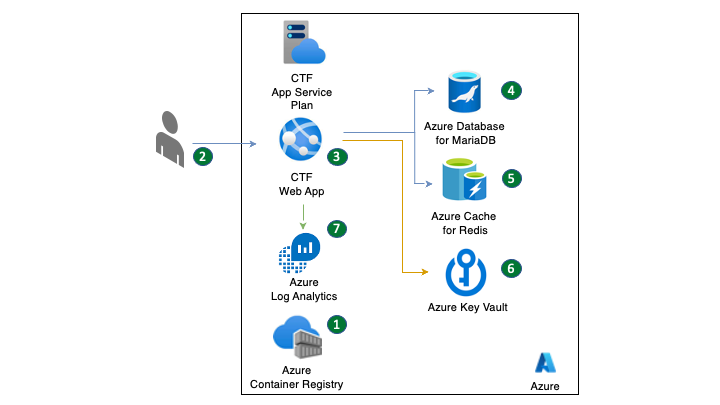 CTF
App Service
Plan
2
3
CTF
Web App
7
Azure
Log Analytics
1
Azure
Container Registry
4
Azure Database
for MariaDB
5
Azure Cache
for Redis
6
Azure Key Vault
Azure